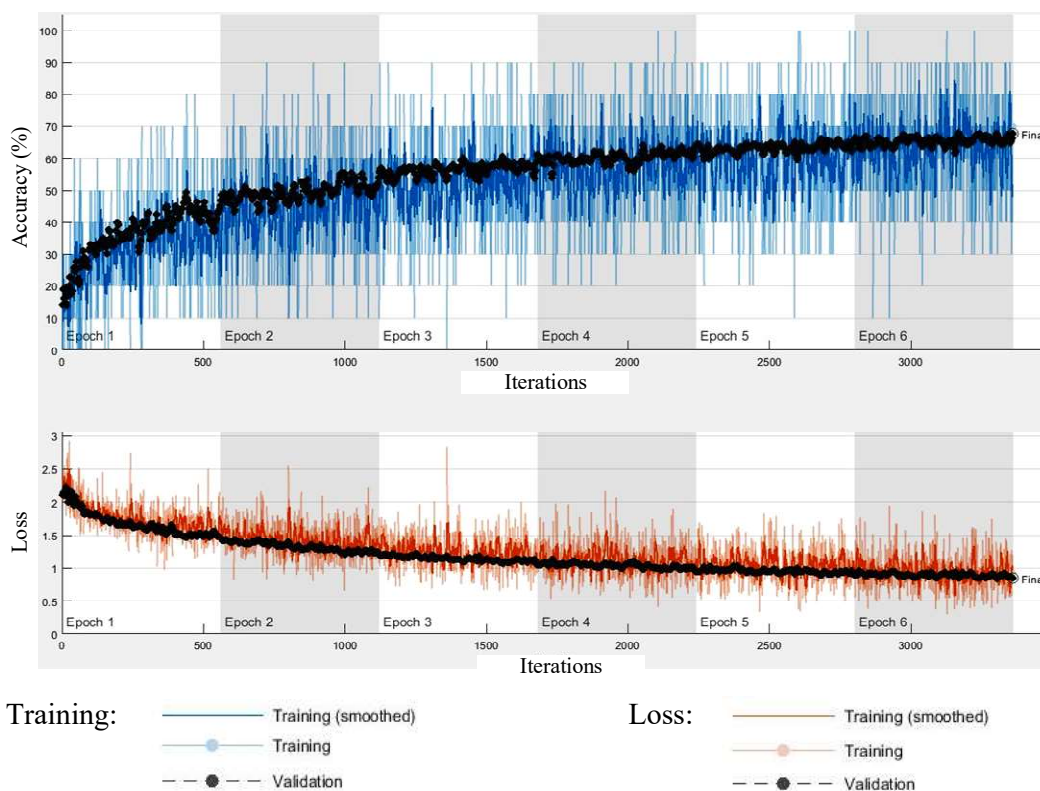 Accuracy (%)
100
90
80
70
60
50
40
30
20
10
0
Fina
Epoch 1 Epoch 2 Epoch 3 Epoch 4 Epoch 5 Epoch 6
0 500 1000 1500 2000 2500 3000
Iterations
Loss
3
2.5
2
1.5
1
0.5
0
Fina
Epoch 1 Epoch 2 Epoch 3 Epoch 4 Epoch 5 Epoch 6
0 500 1000 1500 2000 2500 3000
Iterations
Training:
Training (smoothed)
Training
Validation
Loss:
Training (smoothed)
Training
Validation